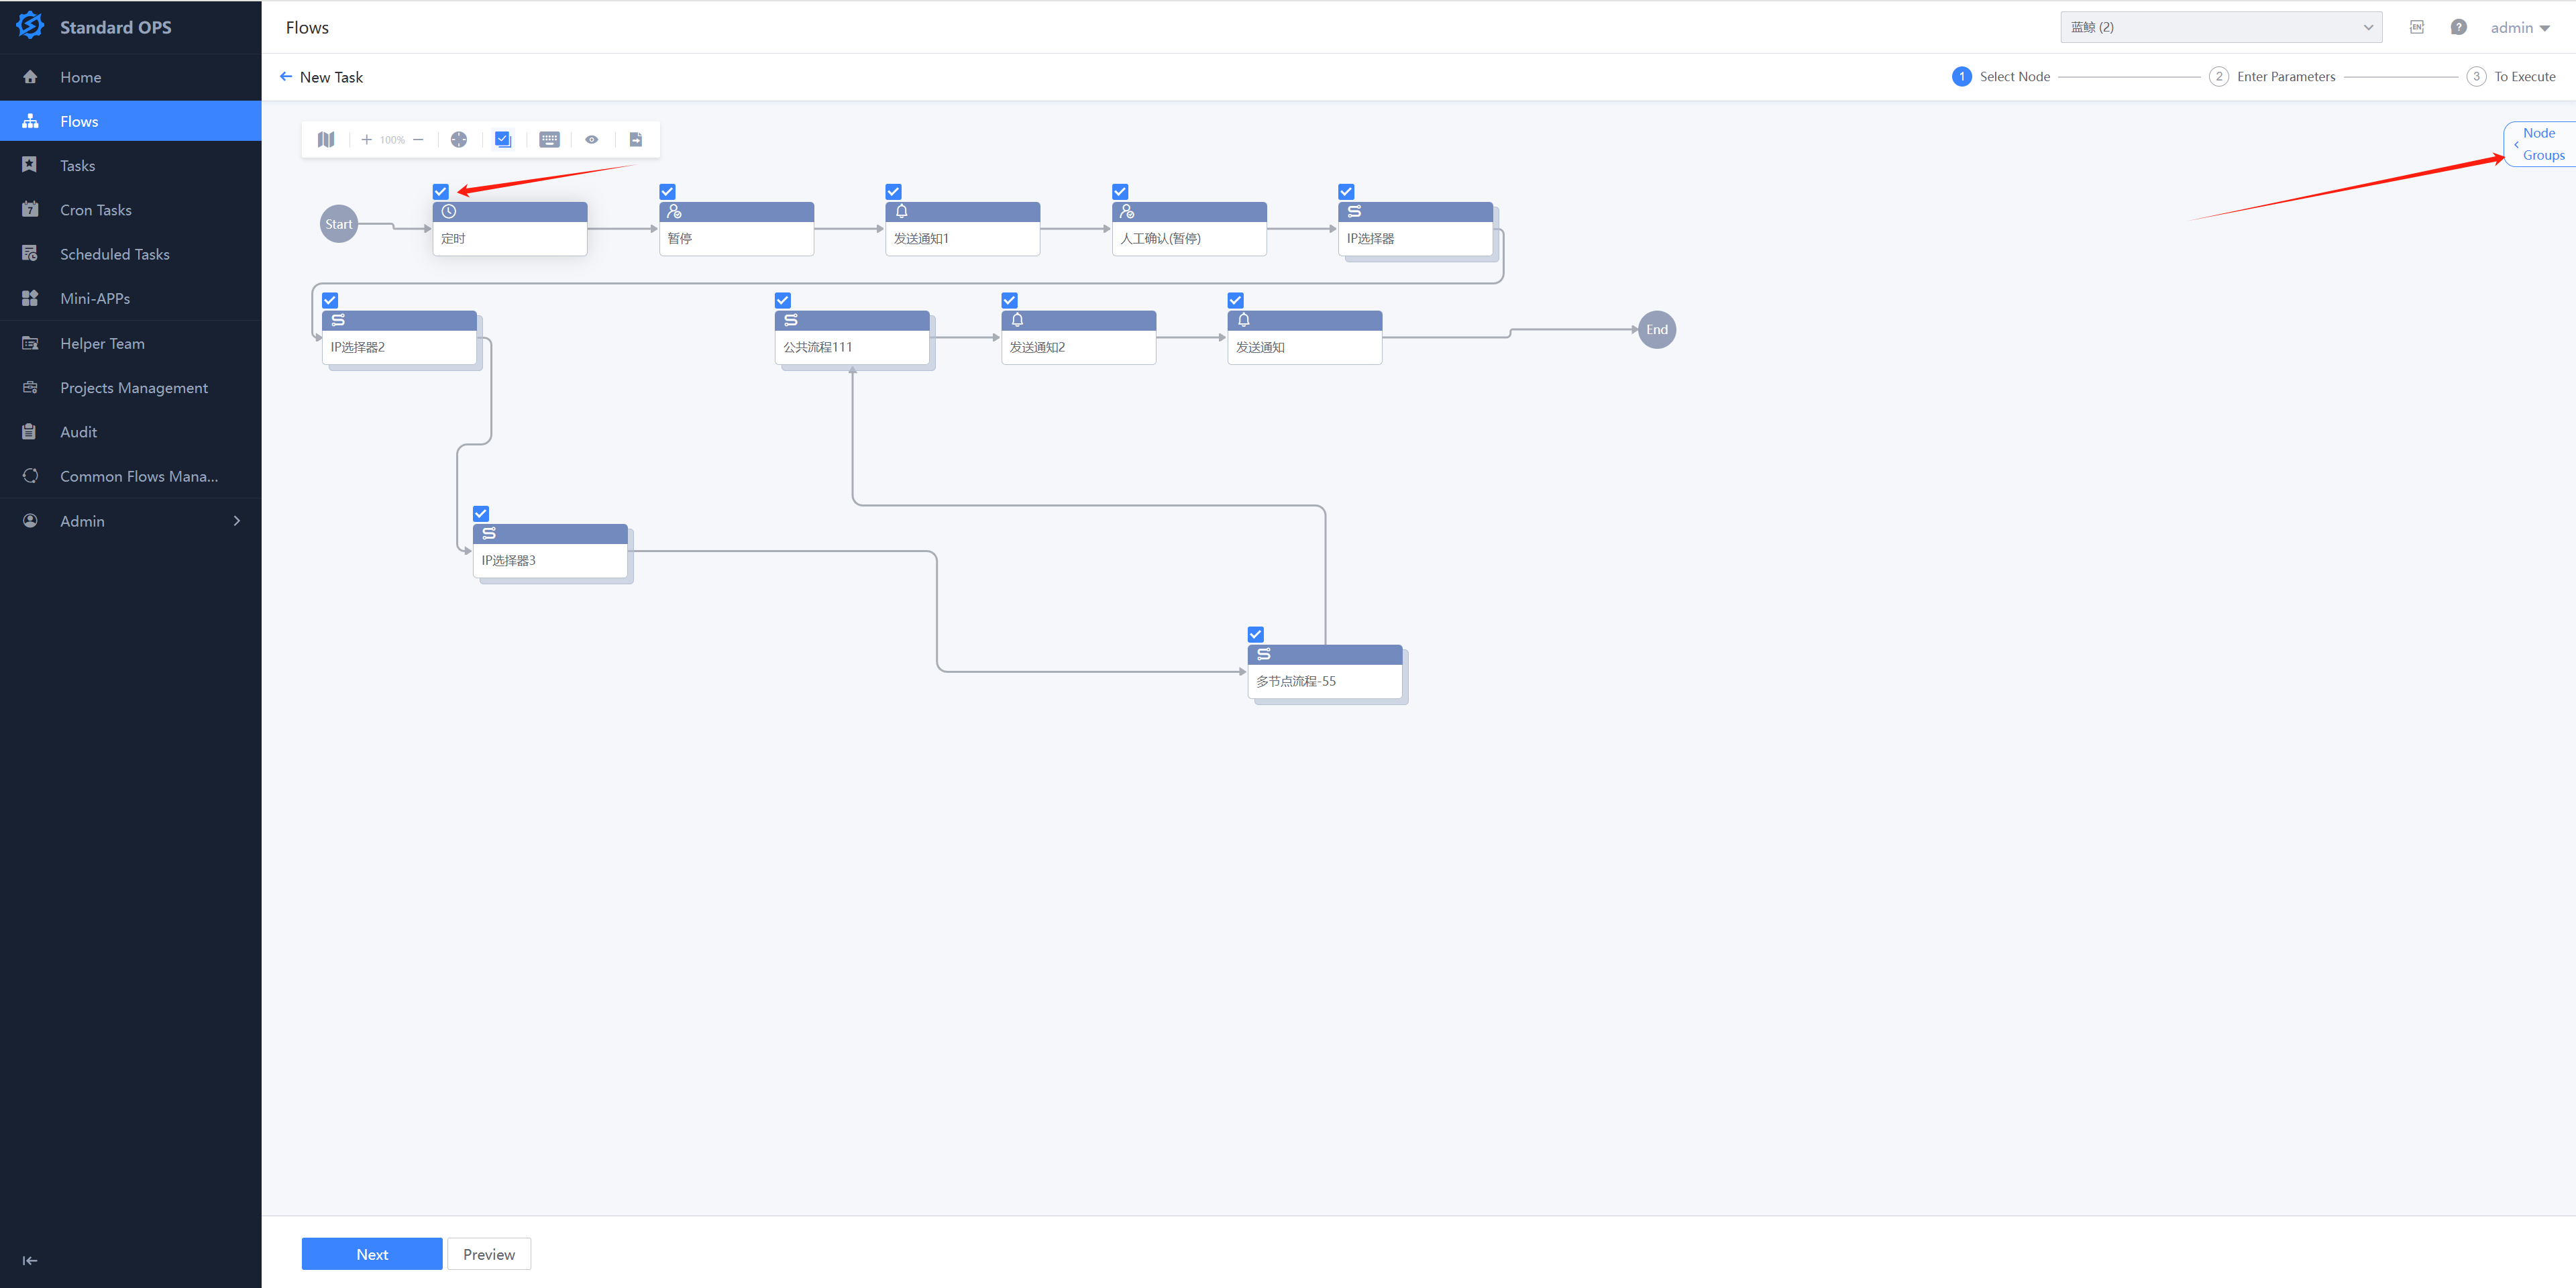 Standard OPS
Flows
蓝鲸 (2)
EN
?
admin
New Task
1 Select Node
2 Enter Parameters
3 To Execute
Home
Flows
Tasks
7
Cron Tasks
Scheduled Tasks
Mini-APPs
Helper Team
Projects Management
Audit
Common Flows Mana...
Admin
100%
Node
Groups
Start
定时
暂停
发送通知1
人工确认(暂停)
IP选择器
IP选择器2
公共流程111
发送通知2
发送通知
End
IP选择器3
多节点流程-55
Next
Preview